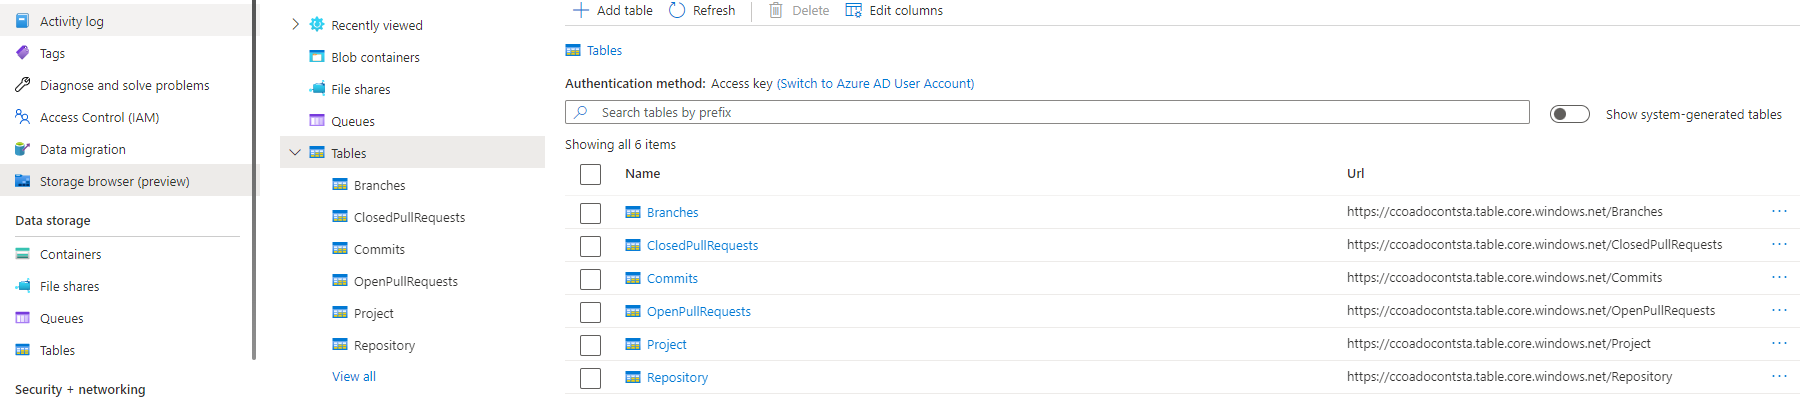 Activity log
Tags
Diagnose and solve problems
Access Control (IAM)
Data migration
Storage browser (preview)
Data storage
Containers
File shares
Queues
Tables
Security + networking
Recently viewed
Blob containers
File shares
Queues
Tables
Branches
ClosedPullRequests
Commits
OpenPullRequests
Project
Repository
View all
Add table Refresh Delete Edit columns
Tables
Authentication method: Access key (Switch to Azure AD User Account)
Search tables by prefix Show system-generated tables
Showing all 6 items
Name Url
Branches https://ccoadocontsta.table.core.windows.net/Branches
ClosedPullRequests https://ccoadocontsta.table.core.windows.net/ClosedPullRequests
Commits https://ccoadocontsta.table.core.windows.net/Commits
OpenPullRequests https://ccoadocontsta.table.core.windows.net/OpenPullRequests
Project https://ccoadocontsta.table.core.windows.net/Project
Repository https://ccoadocontsta.table.core.windows.net/Repository